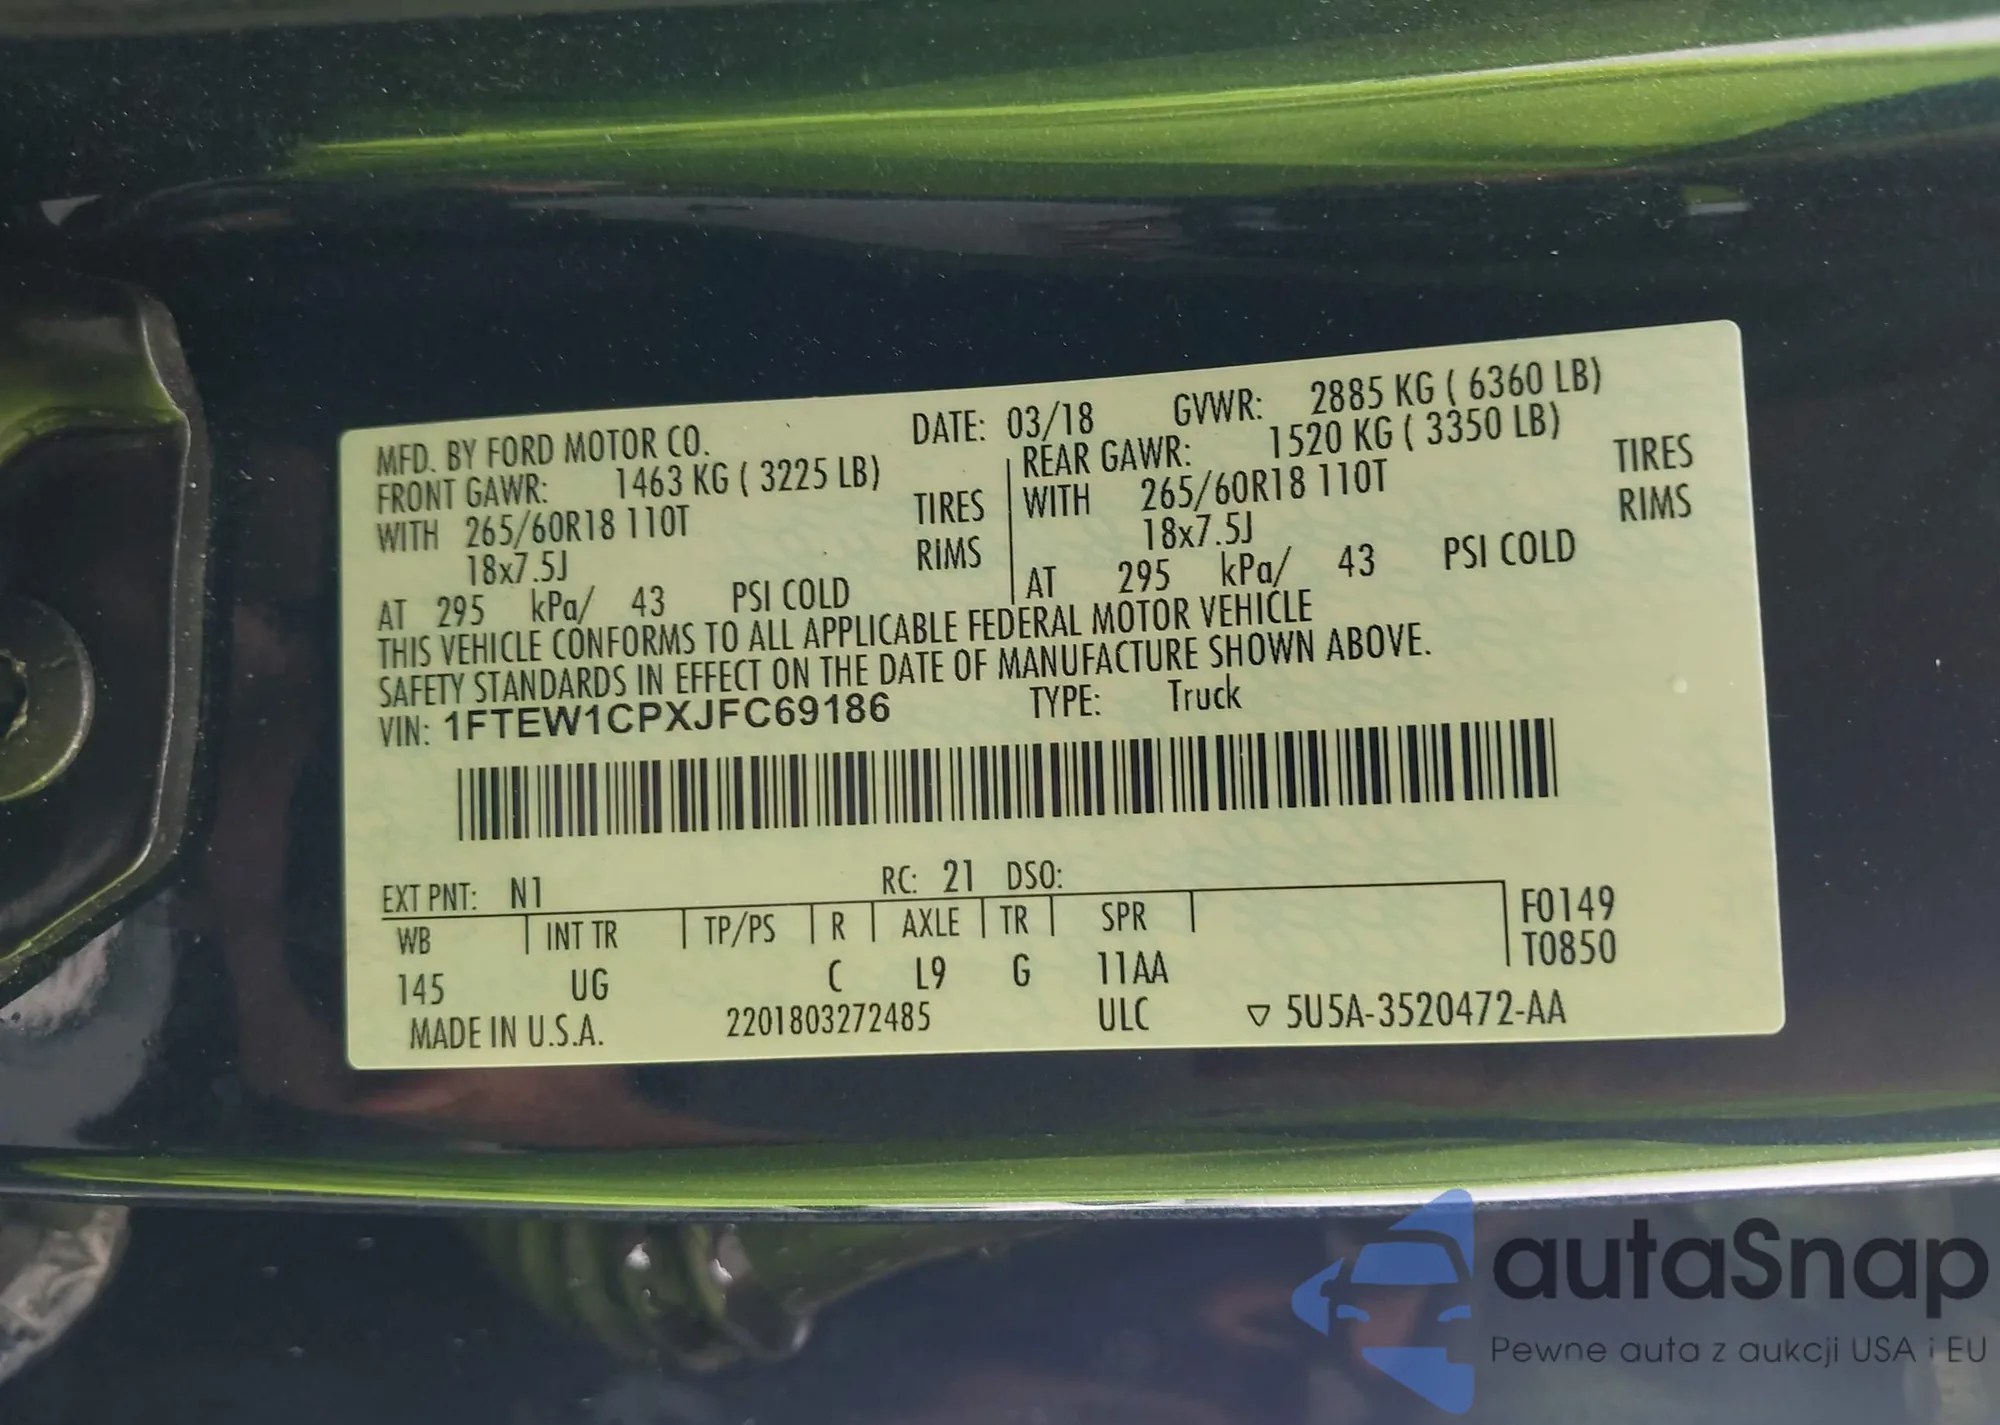 MFD. BY FORD MOTOR CO. DATE: 03/18 GVWR: 2885 KG ( 6360 LB)
FRONT GAWR: 1463 KG ( 3225 LB) REAR GAWR: 1520 KG ( 3350 LB)
WITH 265/60R18 110T TIRES WITH 265/60R18 110T TIRES
18x7.5J RIMS 18x7.5J RIMS
AT 295 kPa/ 43 PSI COLD AT 295 kPa/ 43 PSI COLD
THIS VEHICLE CONFORMS TO ALL APPLICABLE FEDERAL MOTOR VEHICLE
SAFETY STANDARDS IN EFFECT ON THE DATE OF MANUFACTURE SHOWN ABOVE.
VIN: 1FTEW1CPXJFC69186 TYPE: Truck
EXT PNT: N1 RC: 21 DSO:
WB INT TR TP/PS R AXLE TR SPR F0149
T0850
145 UG C L9 G 11AA
MADE IN U.S.A. 2201803272485 ULC ▽ 5U5A-3520472-AA
autaSnap
Pewne auta z aukcji USA i EU